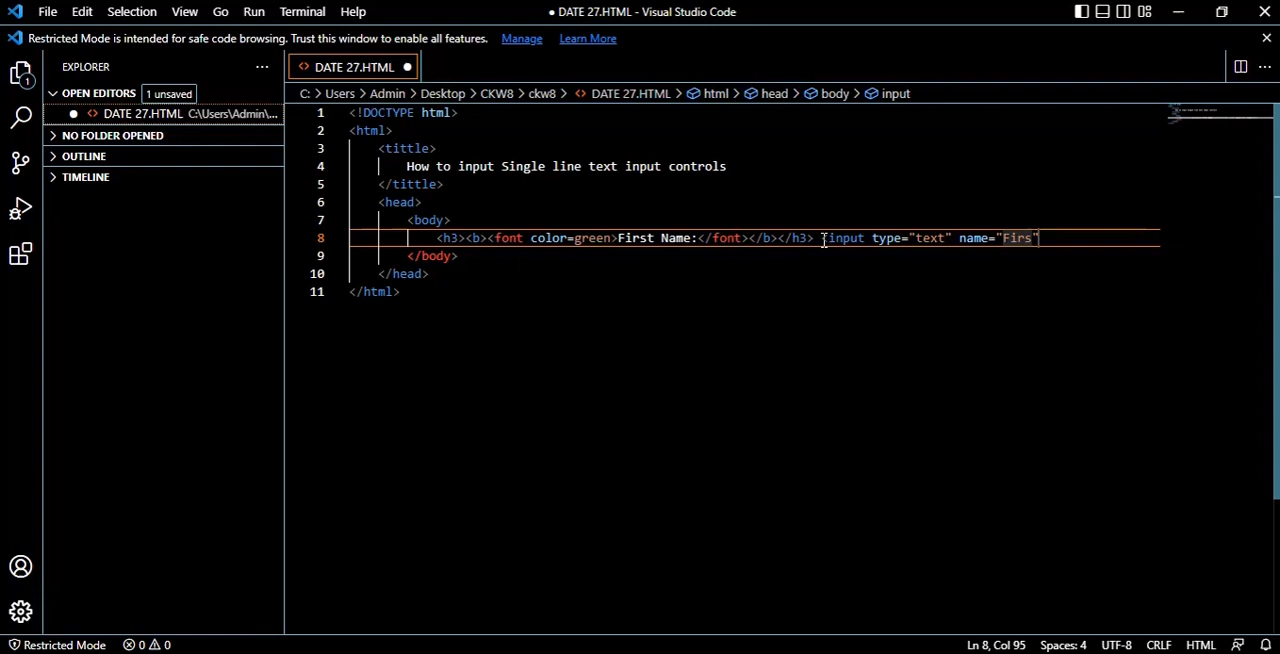 File Edit Selection View Go Run Terminal Help ● DATE 27.HTML - Visual Studio Code
Restricted Mode is intended for safe code browsing. Trust this window to enable all features. Manage Learn More
EXPLORER ···
DATE 27.HTML ●
OPEN EDITORS 1 unsaved
C: > Users > Admin > Desktop > CKW8 > ckw8 > DATE 27.HTML > html > head > body > input
1
● DATE 27.HTML C:\Users\Admin\...
NO FOLDER OPENED
OUTLINE
TIMELINE
1 <!DOCTYPE html>
2 <html>
3 <tittle>
4 How to input Single line text input controls
5 </tittle>
6 <head>
7 <body>
8 <h3><b><font color=green>First Name:</font></b></h3> <input type="text" name="Firs"
9 </body>
10 </head>
11 </html>
Restricted Mode 0 0 Ln 8, Col 95 Spaces: 4 UTF-8 CRLF HTML